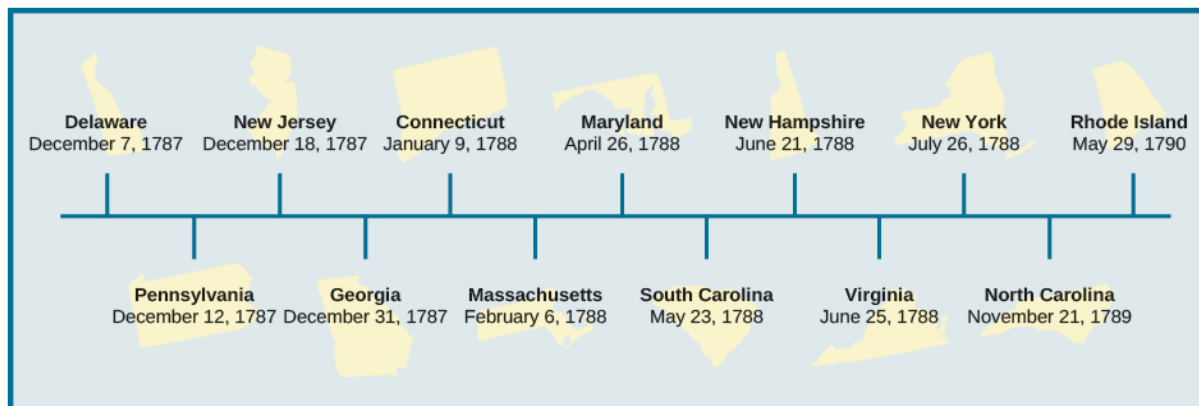 Delaware
December 7, 1787
New Jersey
December 18, 1787
Connecticut
January 9, 1788
Maryland
April 26, 1788
New Hampshire
June 21, 1788
New York
July 26, 1788
Rhode Island
May 29, 1790
Pennsylvania
December 12, 1787
Georgia
December 31, 1787
Massachusetts
February 6, 1788
South Carolina
May 23, 1788
Virginia
June 25, 1788
North Carolina
November 21, 1789